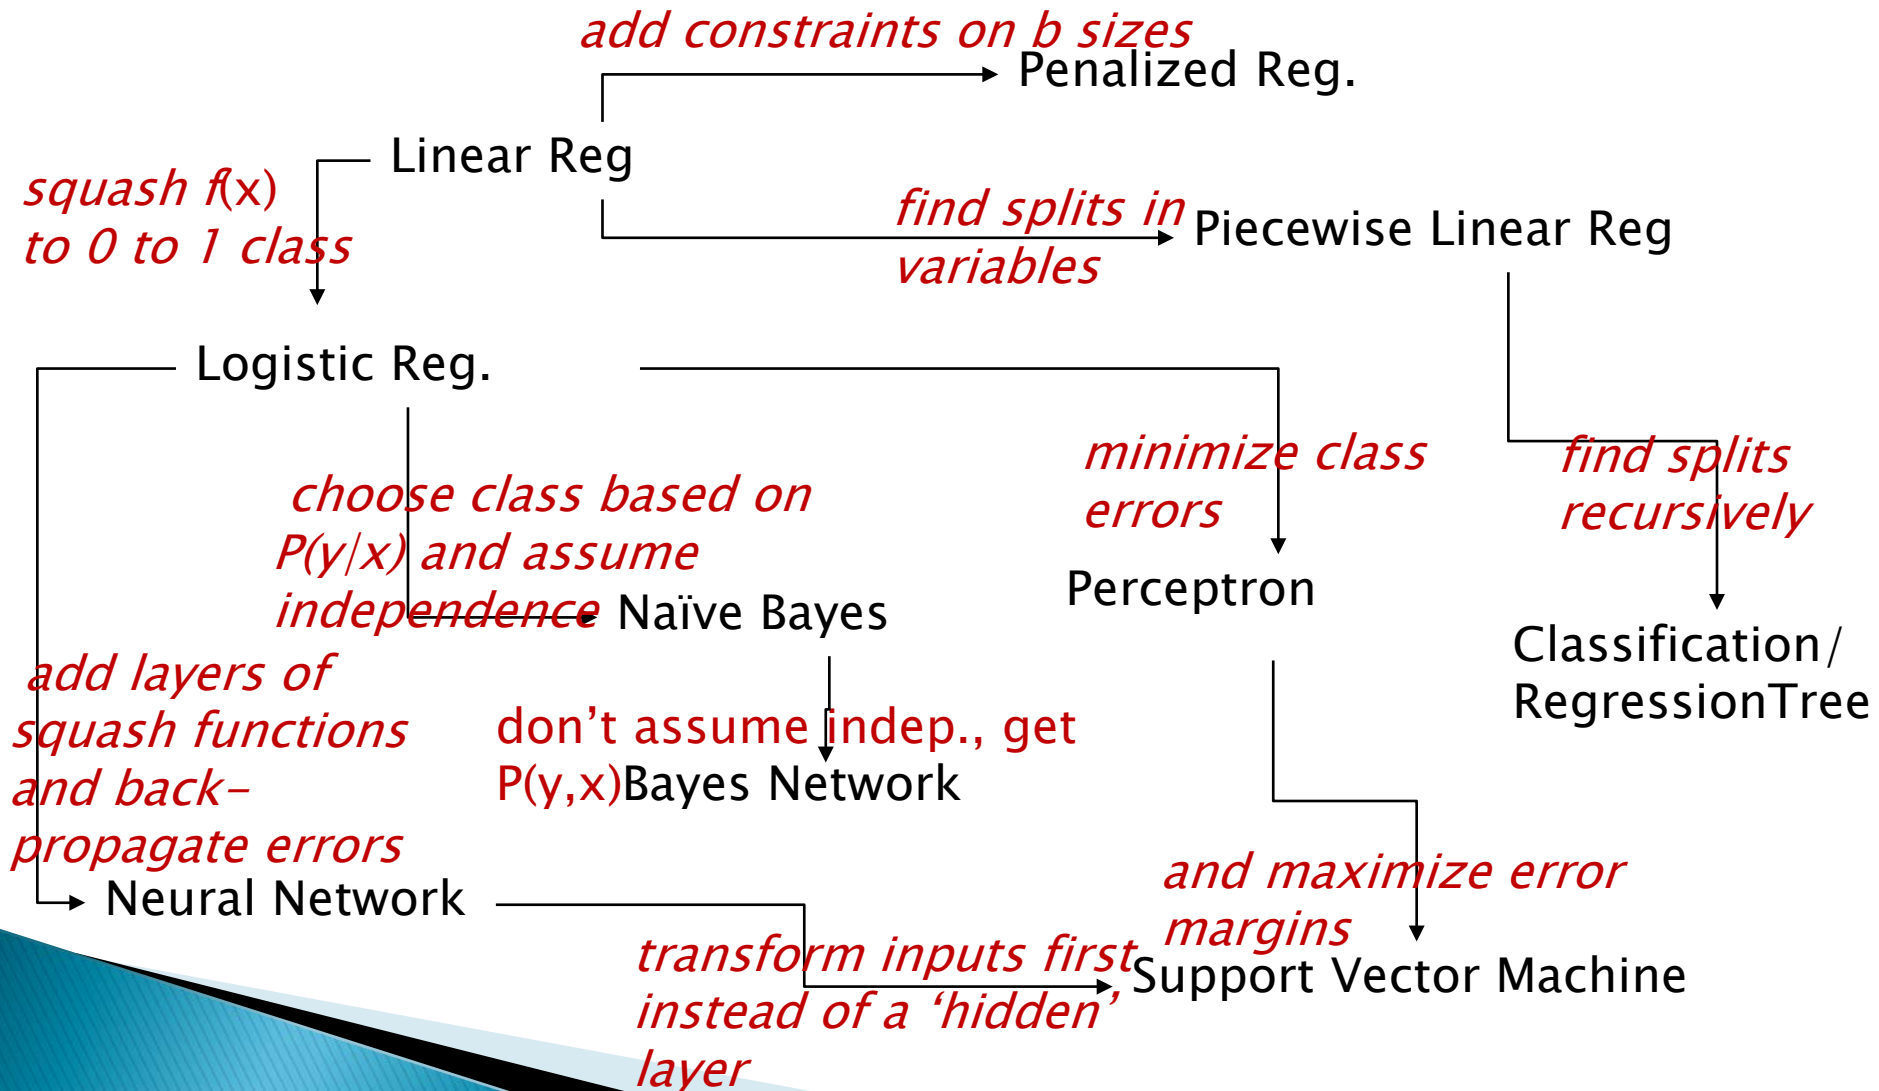 add constraints on b sizes
Penalized Reg.
Linear Reg
squash f(x)
to 0 to 1 class
find splits in
variables
Piecewise Linear Reg
Logistic Reg.
minimize class
errors
find splits
recursively
choose class based on
P(y|x) and assume
independence
Naïve Bayes
Perceptron
Classification/
RegressionTree
add layers of
squash functions
and back-
propagate errors
don’t assume indep., get
P(y,x)Bayes Network
Neural Network
and maximize error
margins
Support Vector Machine
transform inputs first
instead of a ‘hidden’
layer